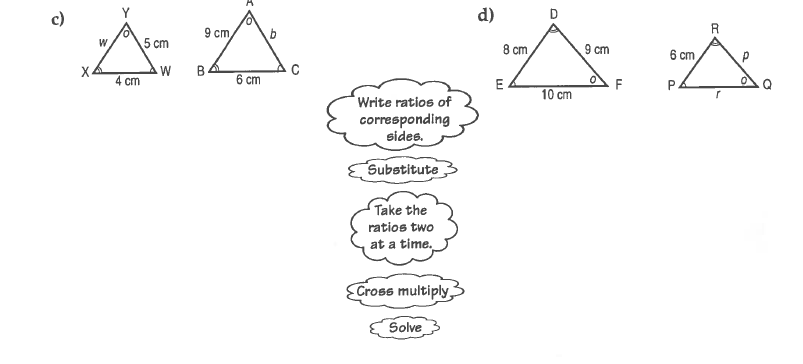 c)
Y
w
5 cm
X
W
4 cm
A
9 cm
b
B
C
6 cm
d)
D
8 cm
9 cm
E
F
10 cm
R
6 cm
p
P
Q
r
Write ratios of
corresponding
sides.
Substitute
Take the
ratios two
at a time.
Cross multiply
Solve